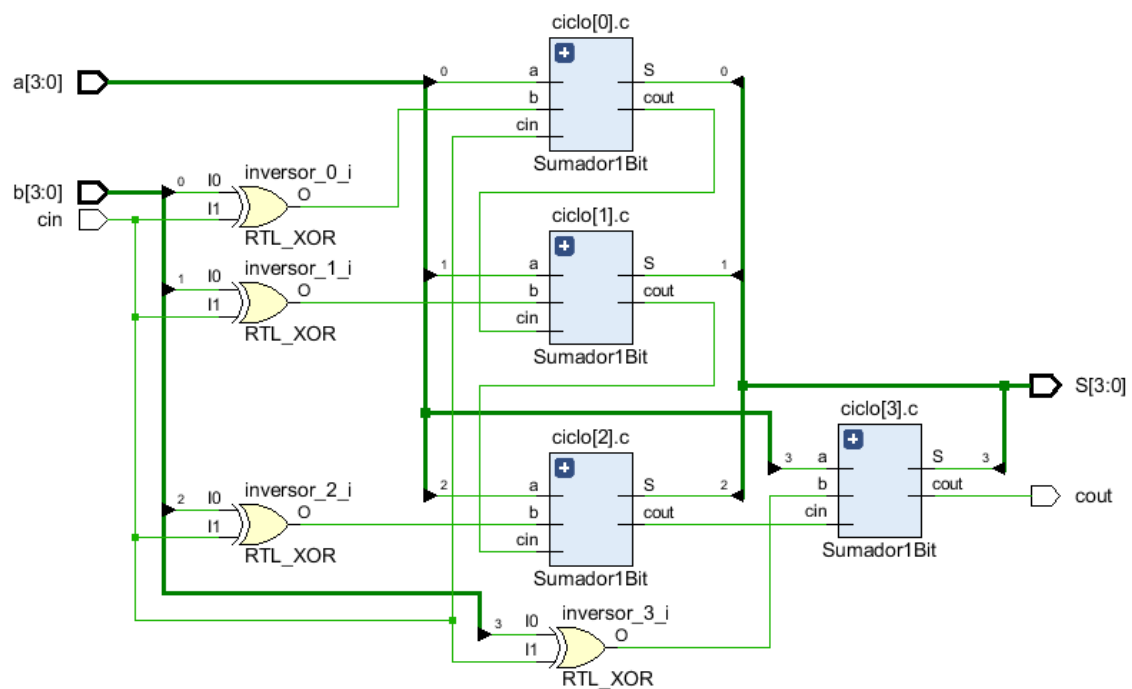 ciclo[0].c
a[3:0]
0
a
S
0
b
cout
cin
Sumador1Bit
b[3:0]
cin
0
I0
I1
inversor_0_i
O
RTL_XOR
ciclo[1].c
1
a
S
1
b
cout
cin
Sumador1Bit
1
I0
I1
inversor_1_i
O
RTL_XOR
S[3:0]
ciclo[2].c
2
a
S
2
b
cout
cin
Sumador1Bit
2
I0
I1
inversor_2_i
O
RTL_XOR
ciclo[3].c
3
a
S
3
b
cout
cin
cout
Sumador1Bit
3
I0
I1
inversor_3_i
O
RTL_XOR